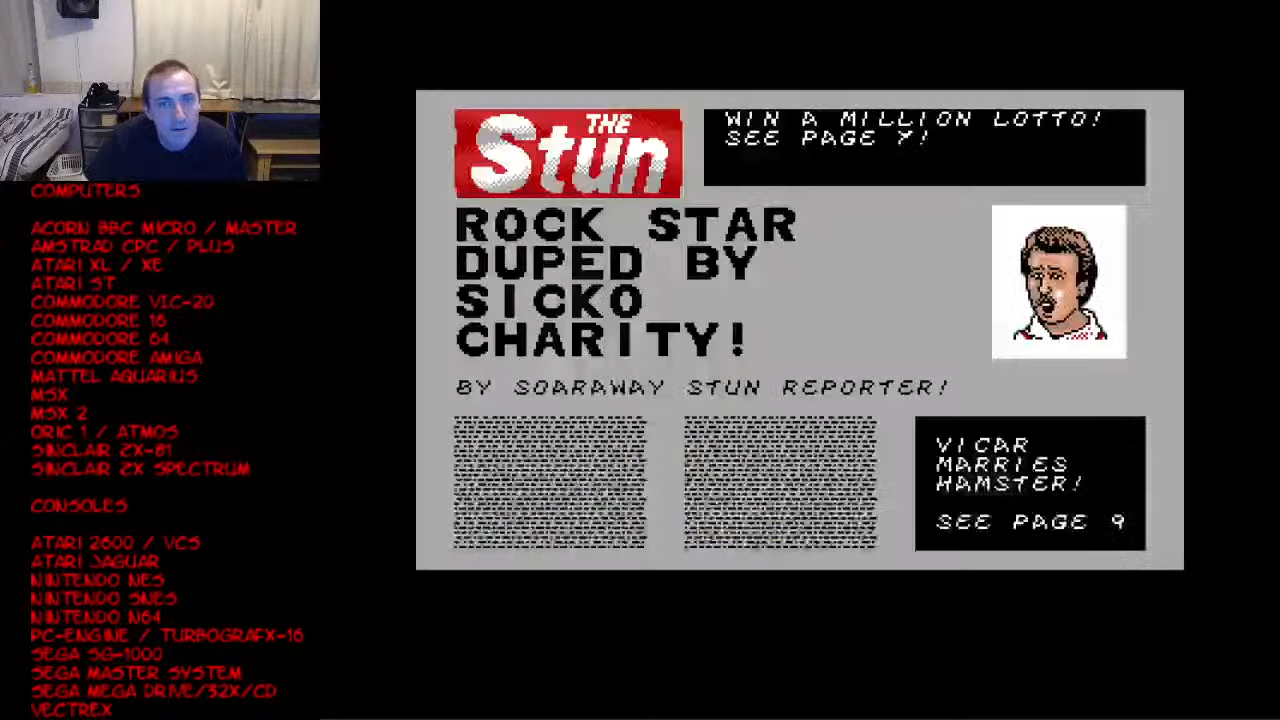 COMPUTERS
ACORN BBC MICRO / MASTER
AMSTRAD CPC / PLUS
ATARI XL / XE
ATARI ST
COMMODORE VIC-20
COMMODORE 16
COMMODORE 64
COMMODORE AMIGA
MATTEL AQUARIUS
MSX
MSX 2
ORIC 1 / ATMOS
SINCLAIR ZX-81
SINCLAIR ZX SPECTRUM
CONSOLES
ATARI 2600 / VCS
ATARI JAGUAR
NINTENDO NES
NINTENDO SNES
NINTENDO N64
PC-ENGINE / TURBOGRAFX-16
SEGA SG-1000
SEGA MASTER SYSTEM
SEGA MEGA DRIVE/32X/CD
VECTREX
THE
Stun
WIN A MILLION LOTTO!
SEE PAGE 7!
ROCK STAR
DUPED BY
SICKO
CHARITY!
BY SOARAWAY STUN REPORTER!
VICAR
MARRIES
HAMSTER!
SEE PAGE 9